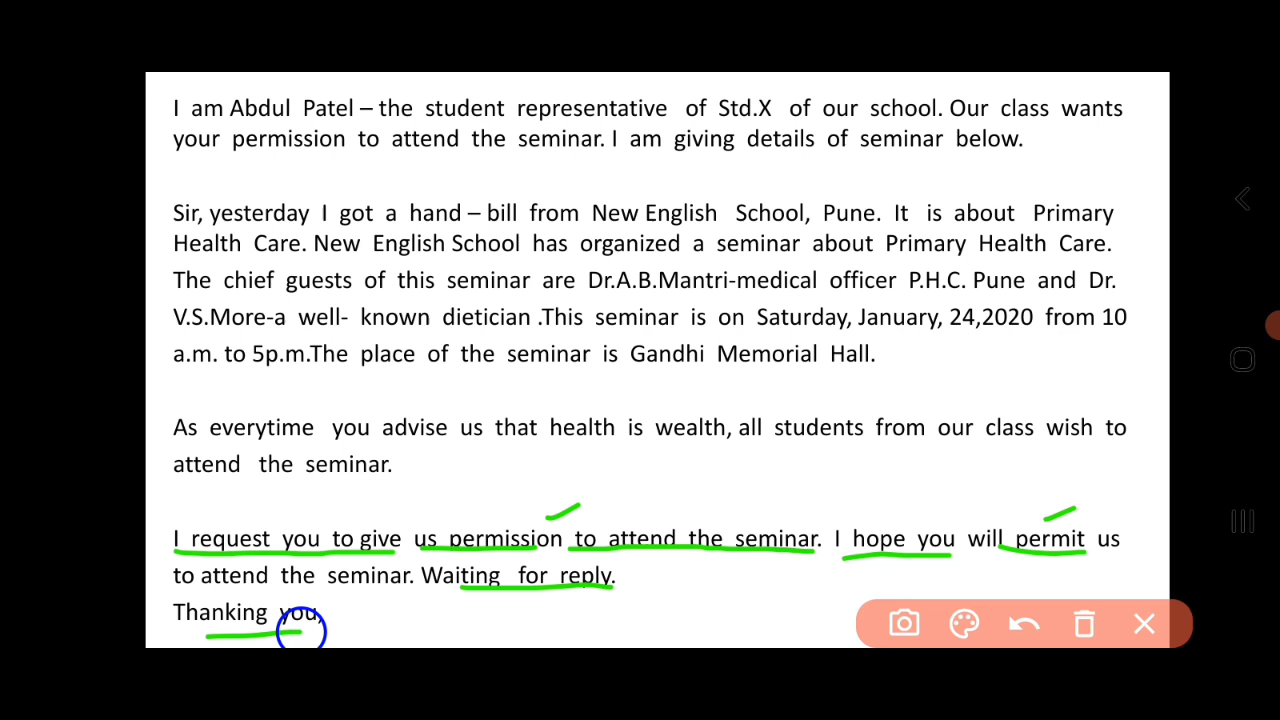 I am Abdul Patel – the student representative of Std.X of our school. Our class wants
your permission to attend the seminar. I am giving details of seminar below.
Sir, yesterday I got a hand – bill from New English School, Pune. It is about Primary
Health Care. New English School has organized a seminar about Primary Health Care.
The chief guests of this seminar are Dr.A.B.Mantri-medical officer P.H.C. Pune and Dr.
V.S.More-a well- known dietician .This seminar is on Saturday, January, 24,2020 from 10
a.m. to 5p.m.The place of the seminar is Gandhi Memorial Hall.
As everytime you advise us that health is wealth, all students from our class wish to
attend the seminar.
I request you to give us permission to attend the seminar. I hope you will permit us
to attend the seminar. Waiting for reply.
Thanking you,